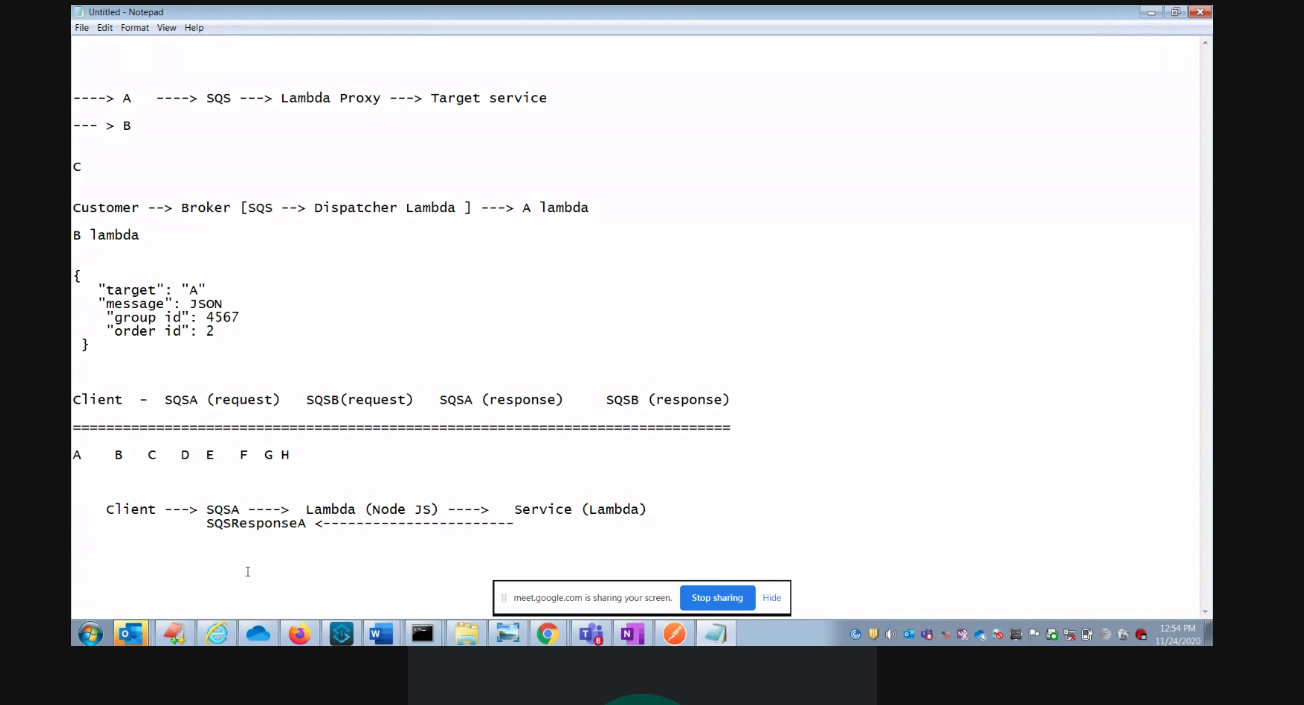 Untitled - Notepad
File Edit Format View Help
----> A   ----> SQS ---> Lambda Proxy ---> Target service
--- > B
C
Customer --> Broker [SQS --> Dispatcher Lambda ] ---> A lambda
B lambda
{
   "target": "A"
   "message": JSON
    "group id": 4567
    "order id": 2
 }
Client  -  SQSA (request)   SQSB(request)   SQSA (response)     SQSB (response)
===============================================================================
A    B   C   D  E   F  G H
    Client ---> SQSA ---->  Lambda (Node JS) ---->   Service (Lambda)
                SQSResponseA <-----------------------
meet.google.com is sharing your screen. Stop sharing Hide
12:54 PM
11/24/2020